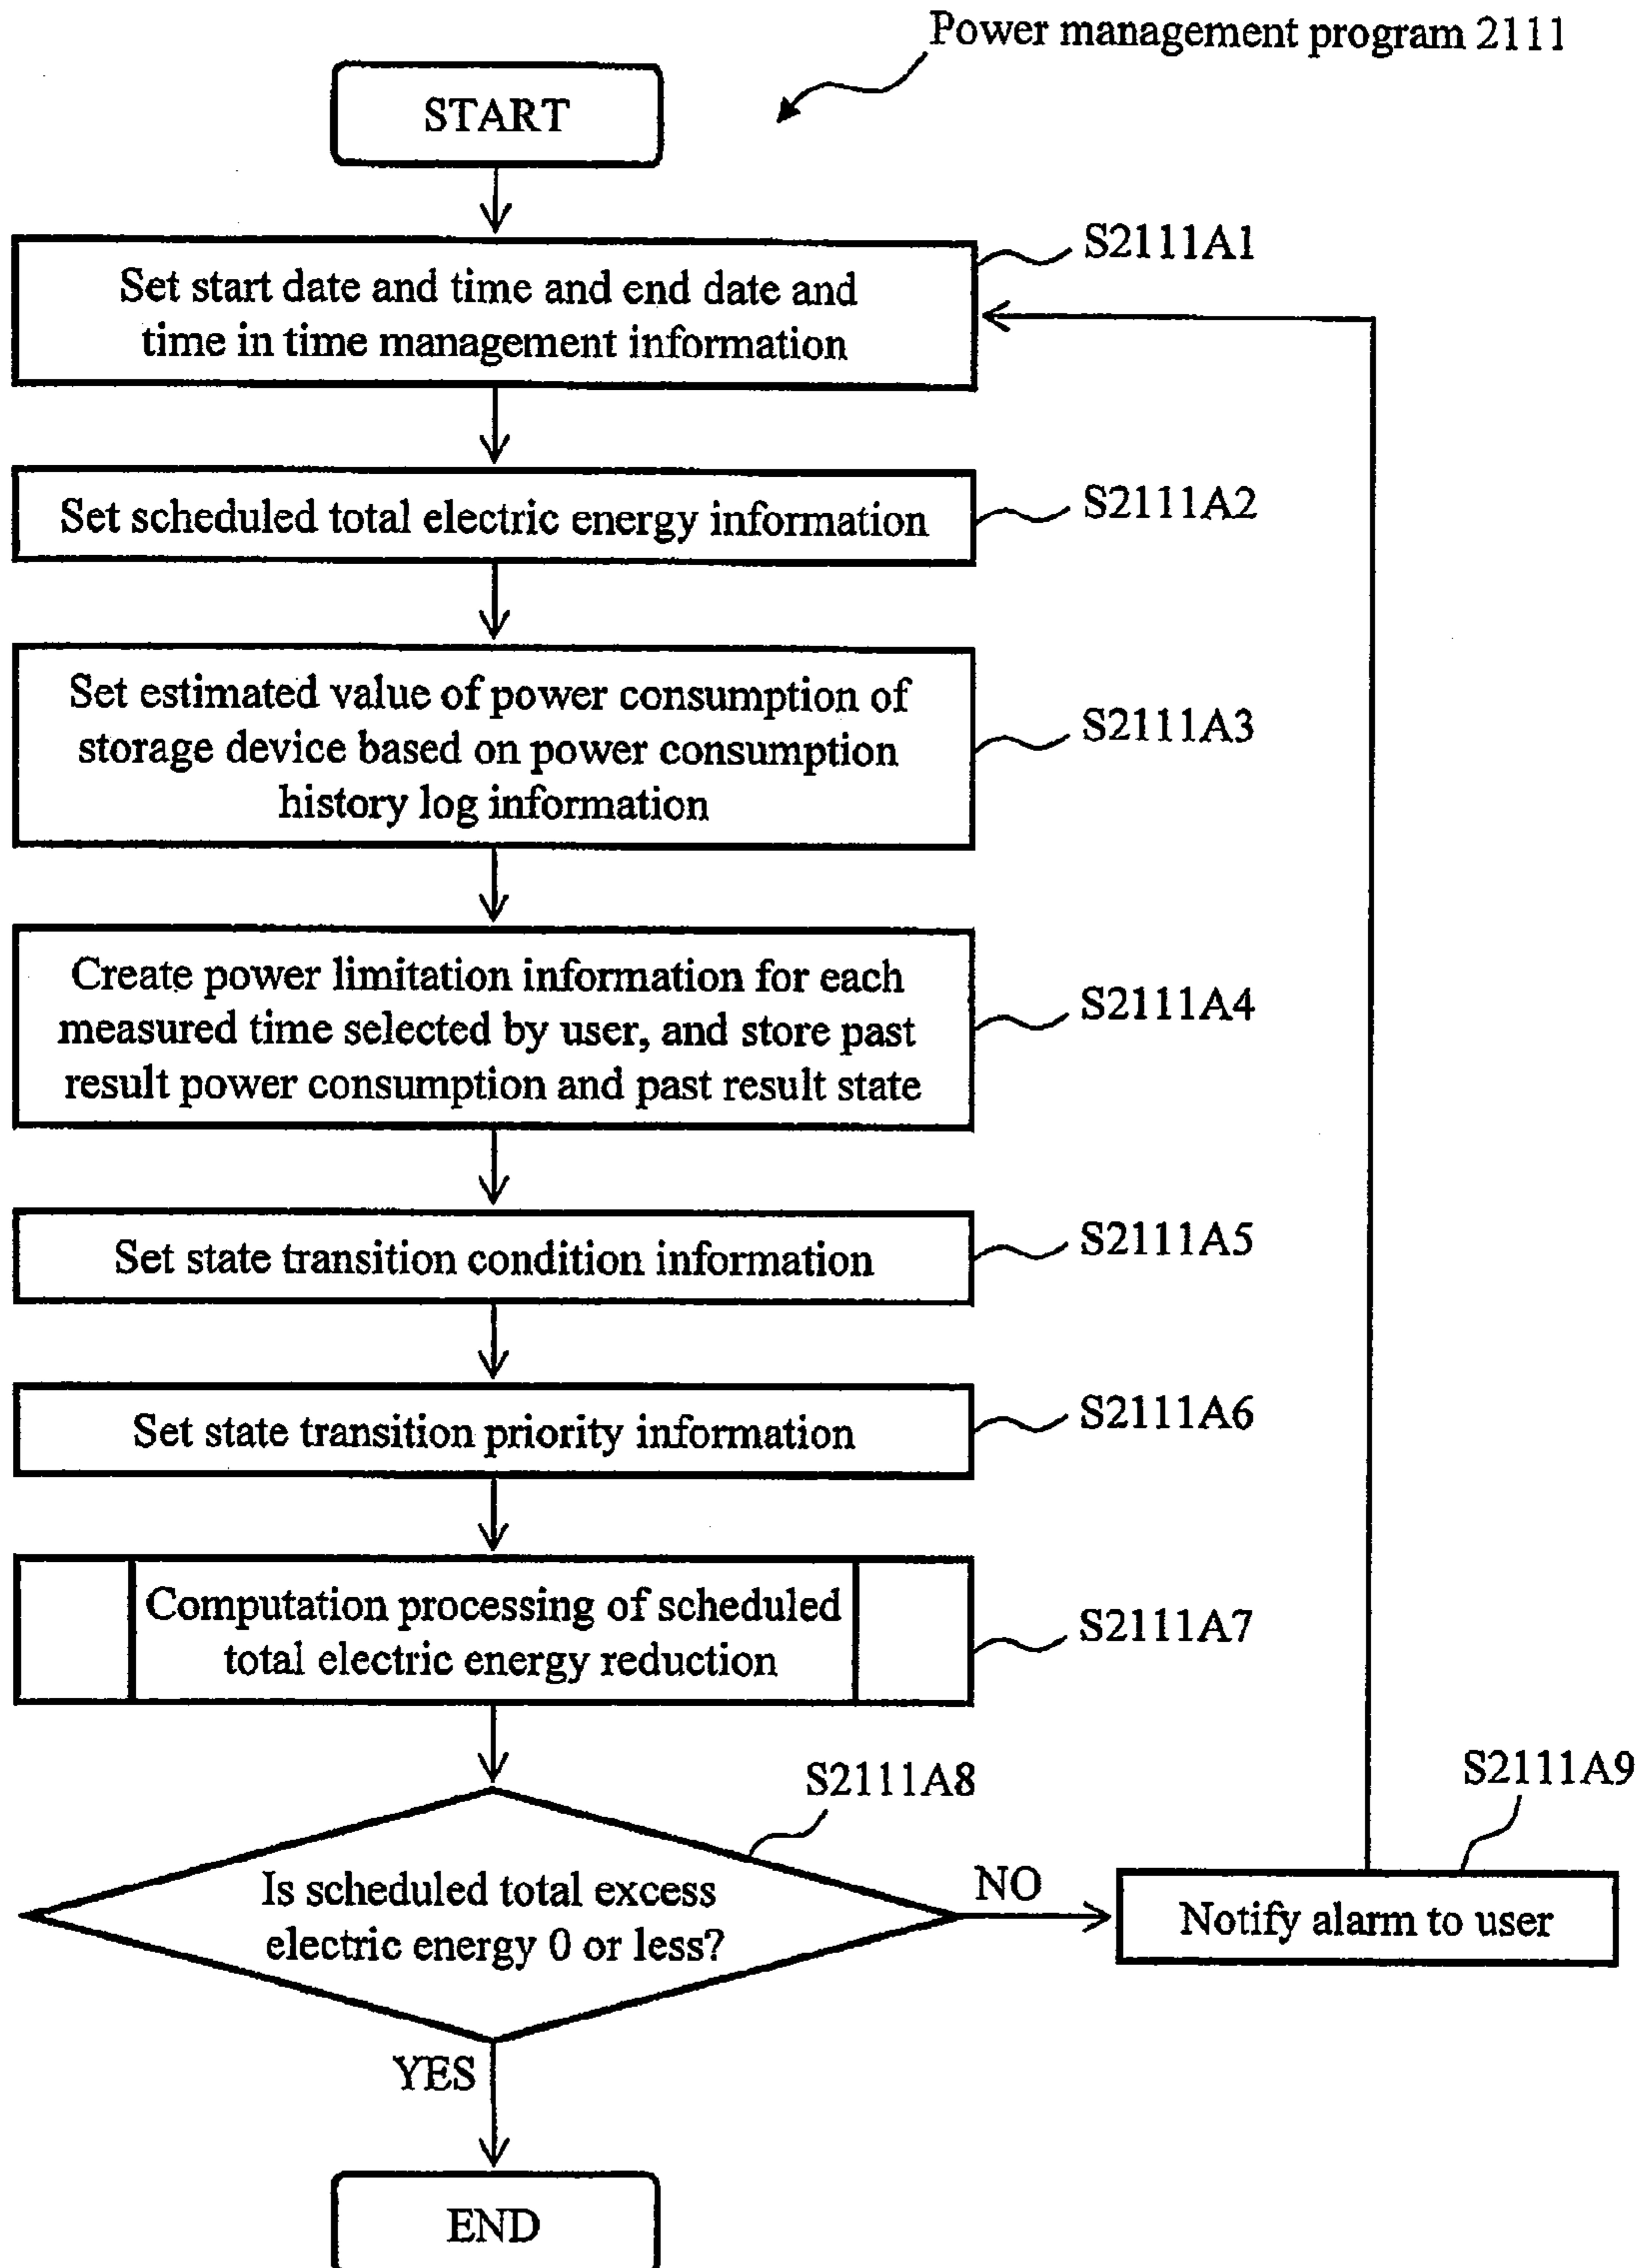 Power management program 2111
START
S2111A1
Set start date and time and end date and
time in time management information
Set scheduled total electric energy information
S2111A2
Set estimated value of power consumption of
storage device based on power consumption
history log information
S2111A3
Create power limitation information for each
measured time selected by user, and store past
result power consumption and past result state
S2111A4
Set state transition condition information
S2111A5
Set state transition priority information
S2111A6
Computation processing of scheduled
total electric energy reduction
S2111A7
S2111A8
Is scheduled total excess
electric energy 0 or less?
NO
S2111A9
Notify alarm to user
YES
END